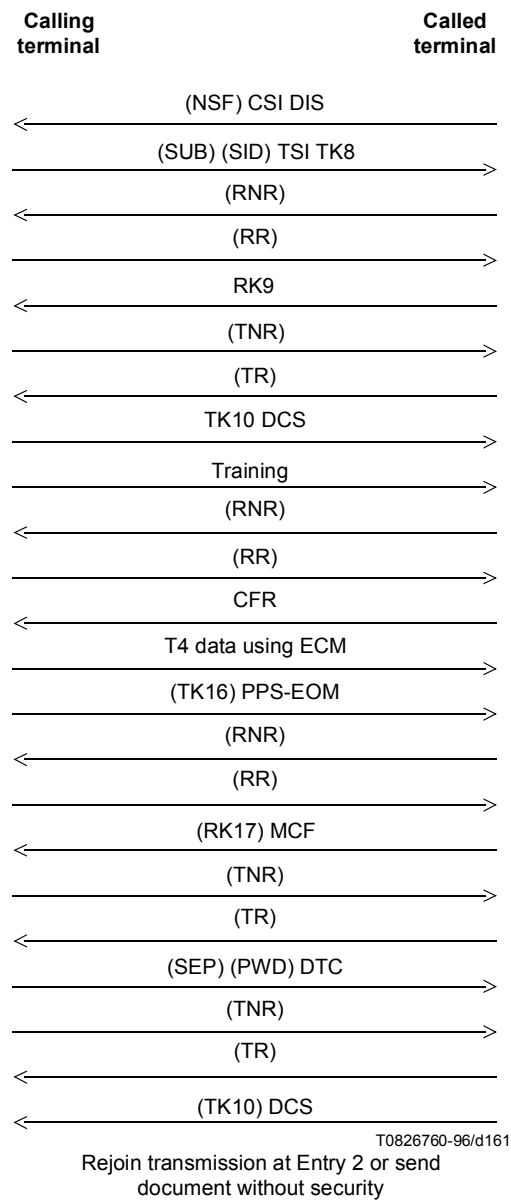 Calling Called
terminal terminal
(NSF) CSI DIS
(SUB) (SID) TSI TK8
(RNR)
(RR)
RK9
(TNR)
(TR)
TK10 DCS
Training
(RNR)
(RR)
CFR
T4 data using ECM
(TK16) PPS-EOM
(RNR)
(RR)
(RK17) MCF
(TNR)
(TR)
(SEP) (PWD) DTC
(TNR)
(TR)
(TK10) DCS
T0826760-96/d161
Rejoin transmission at Entry 2 or send
document without security